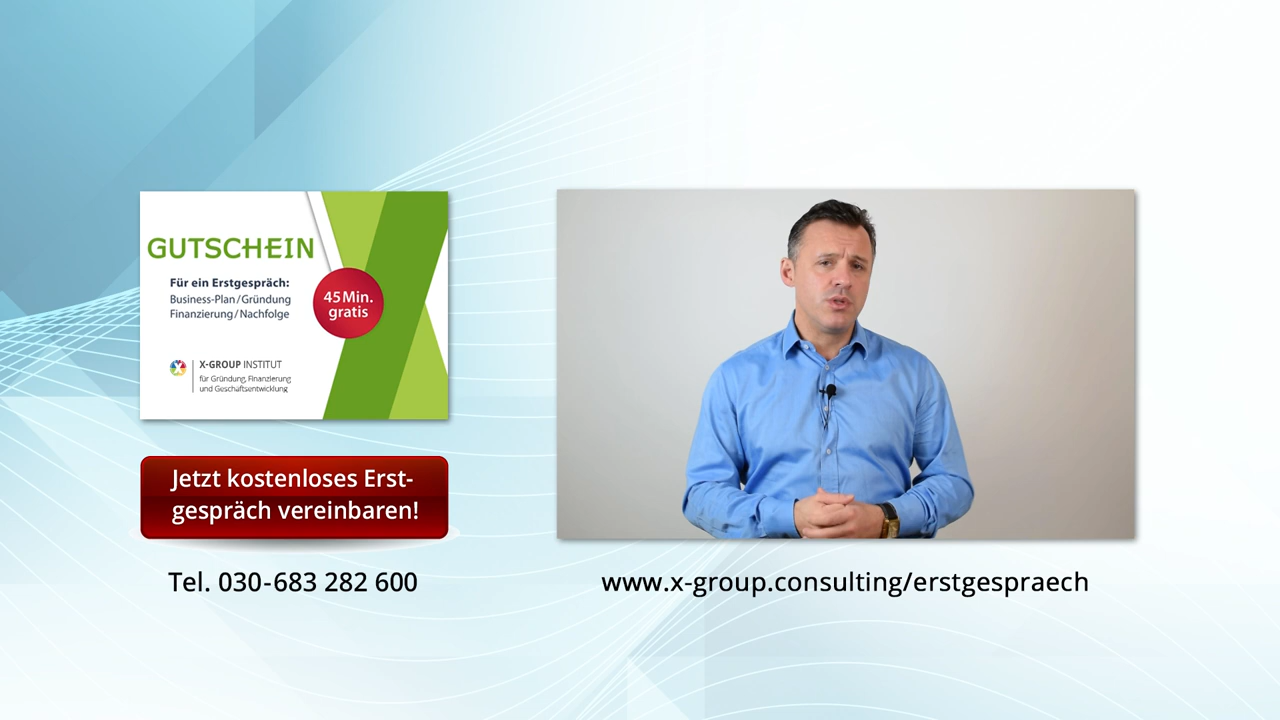 GUTSCHEIN
Für ein Erstgespräch:
Business-Plan/Gründung
Finanzierung/Nachfolge
45 Min.
gratis
X-GROUP INSTITUT
für Gründung, Finanzierung
und Geschäftsentwicklung
Jetzt kostenloses Erst-
gespräch vereinbaren!
Tel. 030-683 282 600
www.x-group.consulting/erstgespraech